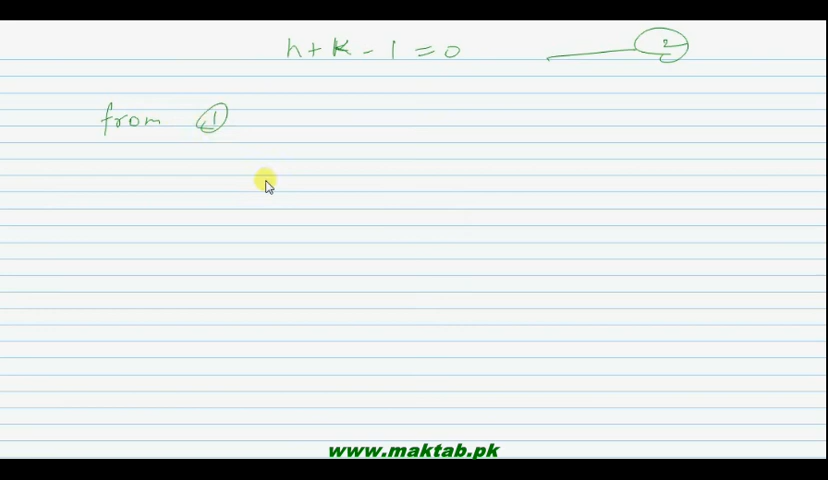 h + k - 1 = 0 ——— 2
from 1
www.maktab.pk